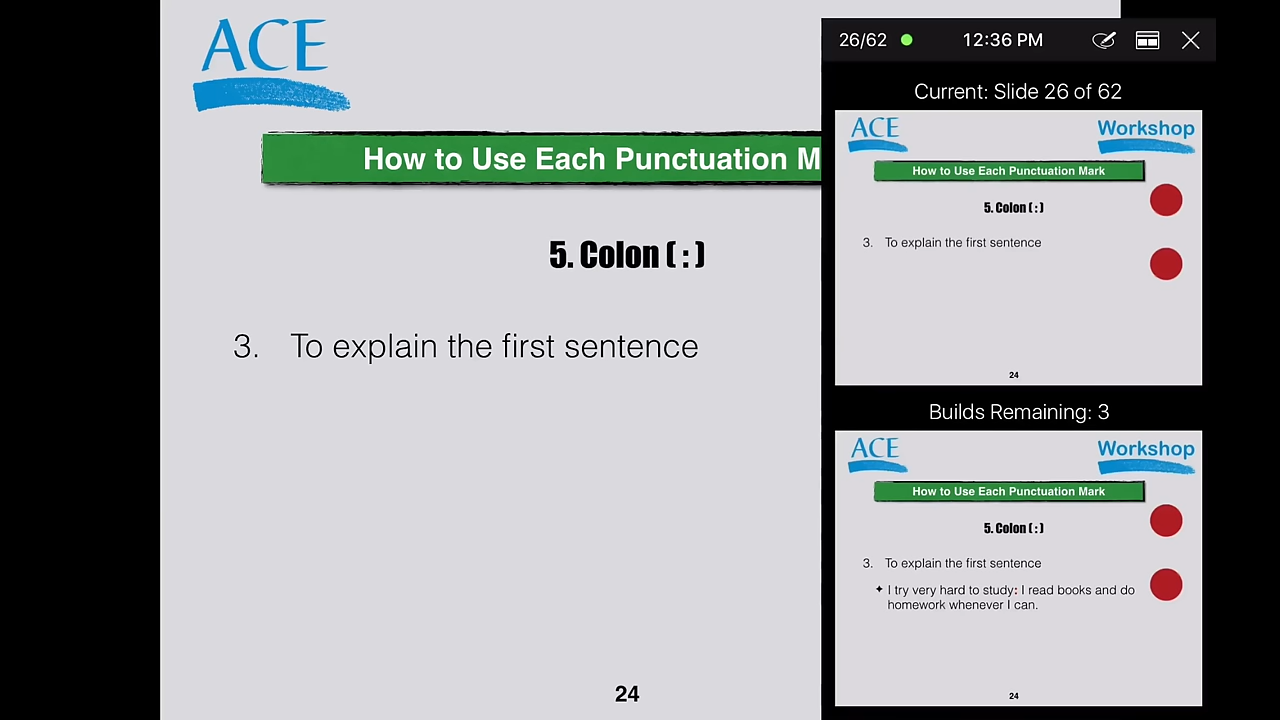 ACE
How to Use Each Punctuation M
5. Colon ( : )
3. To explain the first sentence
24
26/62
12:36 PM
Current: Slide 26 of 62
ACE
Workshop
How to Use Each Punctuation Mark
5. Colon ( : )
3. To explain the first sentence
24
Builds Remaining: 3
ACE
Workshop
How to Use Each Punctuation Mark
5. Colon ( : )
3. To explain the first sentence
✦ I try very hard to study: I read books and do
homework whenever I can.
24